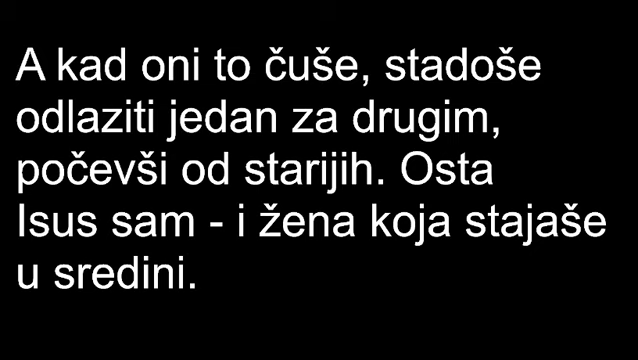 A kad oni to čuše, stadoše
odlaziti jedan za drugim,
počevši od starijih. Osta
Isus sam - i žena koja stajaše
u sredini.